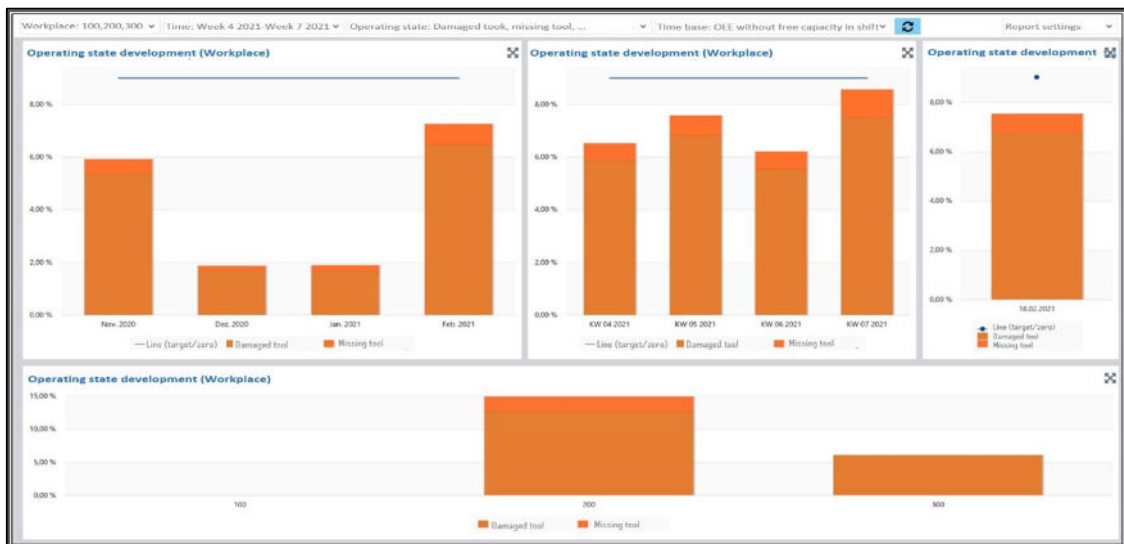 Workplace: 100,200,300 Time: Week 4 2021-Week 7 2021 Operating state: Damaged took, missing tool, ... Time base: OEE without free capacity in shift Report settings
Operating state development (Workplace)
8,00 %
6,00 %
4,00 %
2,00 %
0,00 %
Nov. 2020 Dez. 2020 Jan. 2021 Feb. 2021
Line (target/zero) Damaged tool Missing tool
Operating state development (Workplace)
8,00 %
6,00 %
4,00 %
2,00 %
0,00 %
KW 04 2021 KW 05 2021 KW 06 2021 KW 07 2021
Line (target/zero) Damaged tool Missing tool
Operating state development
8,00 %
6,00 %
4,00 %
2,00 %
0,00 %
18.02.2021
Line (target/zero)
Damaged tool
Missing tool
Operating state development (Workplace)
15,00 %
10,00 %
5,00 %
0,00 %
100 200 300
Damaged tool Missing tool